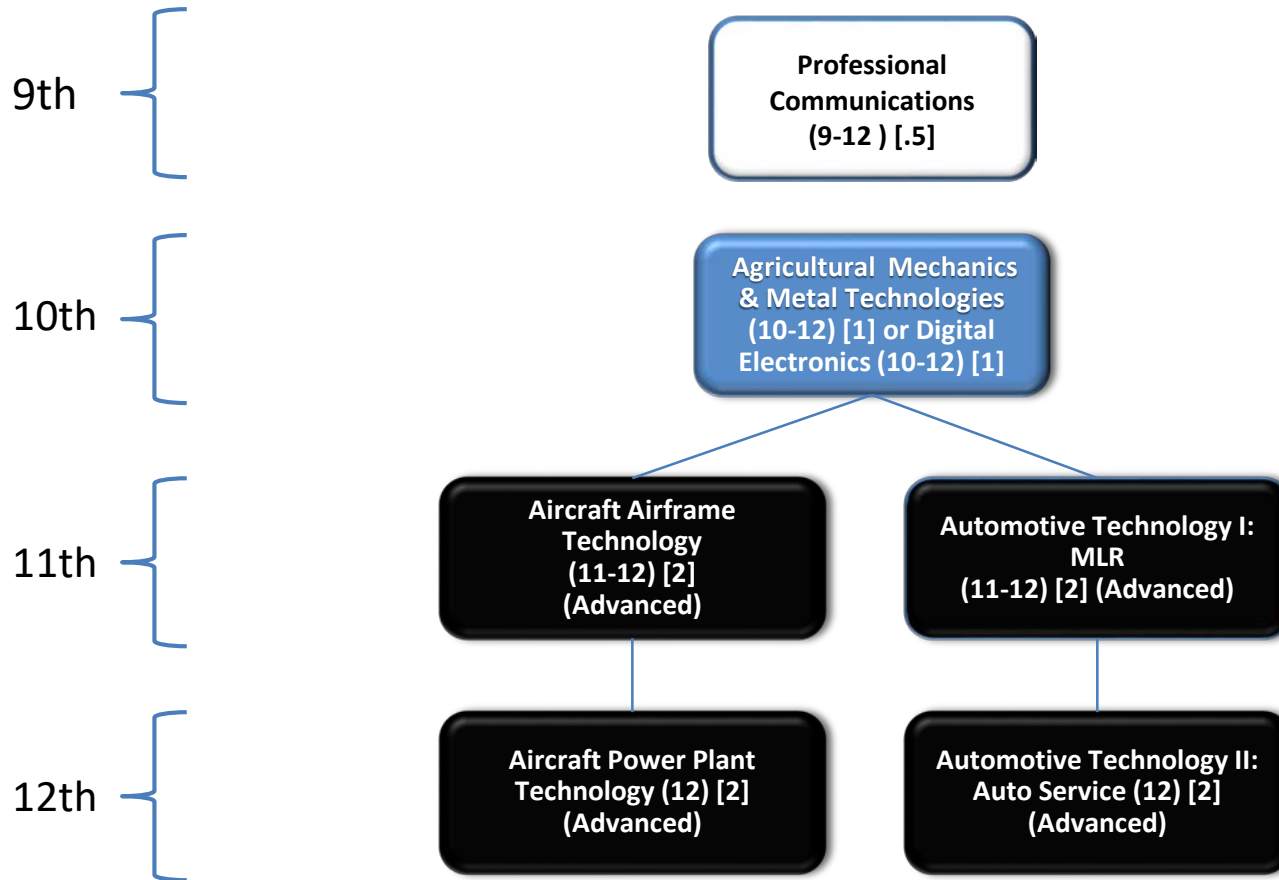 9th
Professional
Communications
(9-12 ) [.5]
10th
Agricultural  Mechanics
& Metal Technologies
(10-12) [1] or Digital
Electronics (10-12) [1]
11th
Aircraft Airframe
Technology
(11-12) [2]
(Advanced)
Automotive Technology I:
MLR
(11-12) [2] (Advanced)
12th
Aircraft Power Plant
Technology (12) [2]
(Advanced)
Automotive Technology II:
Auto Service (12) [2]
(Advanced)